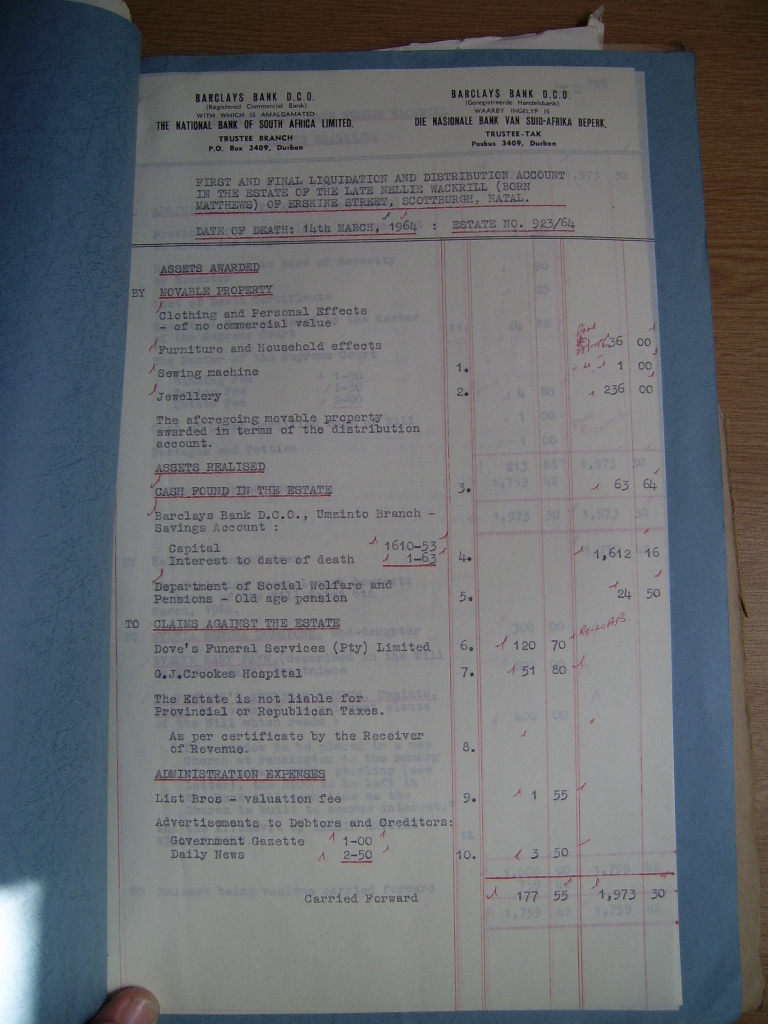 BARCLAYS BANK D.C.O.
(Registered Commercial Bank)
WITH WHICH IS AMALGAMATED
THE NATIONAL BANK OF SOUTH AFRICA LIMITED.
TRUSTEE BRANCH
P.O. Box 3409, Durban
BARCLAYS BANK D.C.O.
(Geregistreerde Handelsbank)
WAARBY INGELYF IS
DIE NASIONALE BANK VAN SUID-AFRIKA BEPERK.
TRUSTEE-TAK
Posbus 3409, Durban
FIRST AND FINAL LIQUIDATION AND DISTRIBUTION ACCOUNT
IN THE ESTATE OF THE LATE NELLIE WACKRILL (BORN
MATTHEWS) OF ERSKINE STREET, SCOTTBURGH, NATAL.
DATE OF DEATH: 14th MARCH, 1964 : ESTATE NO. 923/64
ASSETS AWARDED
BY MOVABLE PROPERTY
Clothing and Personal Effects
- of no commercial value
Furniture and Household effects 36 00
Sewing machine 1. 1 00
Jewellery 2. 236 00
The aforegoing movable property
awarded in terms of the distribution
account.
ASSETS REALISED
CASH FOUND IN THE ESTATE 3. 63 64
Barclays Bank D.C.O., Umzinto Branch -
Savings Account :
Capital 1610-53
Interest to date of death 1-63 4. 1,612 16
Department of Social Welfare and
Pensions - Old age pension 5. 24 50
TO CLAIMS AGAINST THE ESTATE
Dove's Funeral Services (Pty) Limited 6. 120 70
G.J.Crookes Hospital 7. 51 80
The Estate is not liable for
Provincial or Republican Taxes.
As per certificate by the Receiver
of Revenue. 8.
ADMINISTRATION EXPENSES
List Bros - valuation fee 9. 1 55
Advertisements to Debtors and Creditors:
Government Gazette 1-00
Daily News 2-50 10. 3 50
Carried Forward 177 55 1,973 30